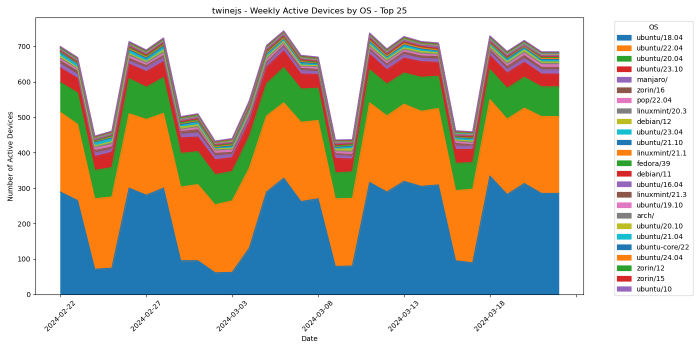 twinejs - Weekly Active Devices by OS - Top 25
Number of Active Devices
700
600
500
400
300
200
100
0
2024-02-22
2024-02-27
2024-03-03
2024-03-08
2024-03-13
2024-03-18
Date
OS
ubuntu/18.04
ubuntu/22.04
ubuntu/20.04
ubuntu/23.10
manjaro/
zorin/16
pop/22.04
linuxmint/20.3
debian/12
ubuntu/23.04
ubuntu/21.10
linuxmint/21.1
fedora/39
debian/11
ubuntu/16.04
linuxmint/21.3
ubuntu/19.10
arch/
ubuntu/20.10
ubuntu/21.04
ubuntu-core/22
ubuntu/24.04
zorin/12
zorin/15
ubuntu/10